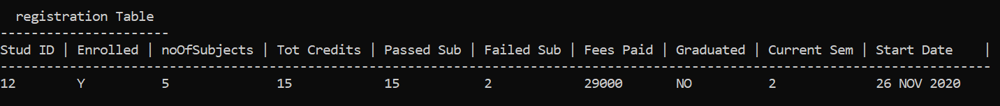 registration Table
----------------------
Stud ID | Enrolled | noOfSubjects | Tot Credits | Passed Sub | Failed Sub | Fees Paid | Graduated | Current Sem | Start Date    |
---------------------------------------------------------------------------------------------------------------------------------
12        Y          5              15            15           2            29000       NO          2             26 NOV 2020